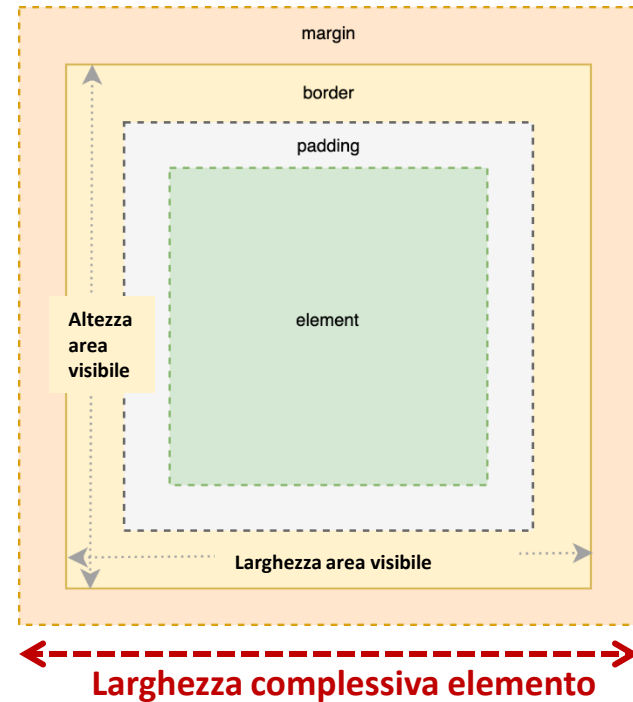 margin
border
padding
element
Altezza
area
visibile
Larghezza area visibile
Larghezza complessiva elemento